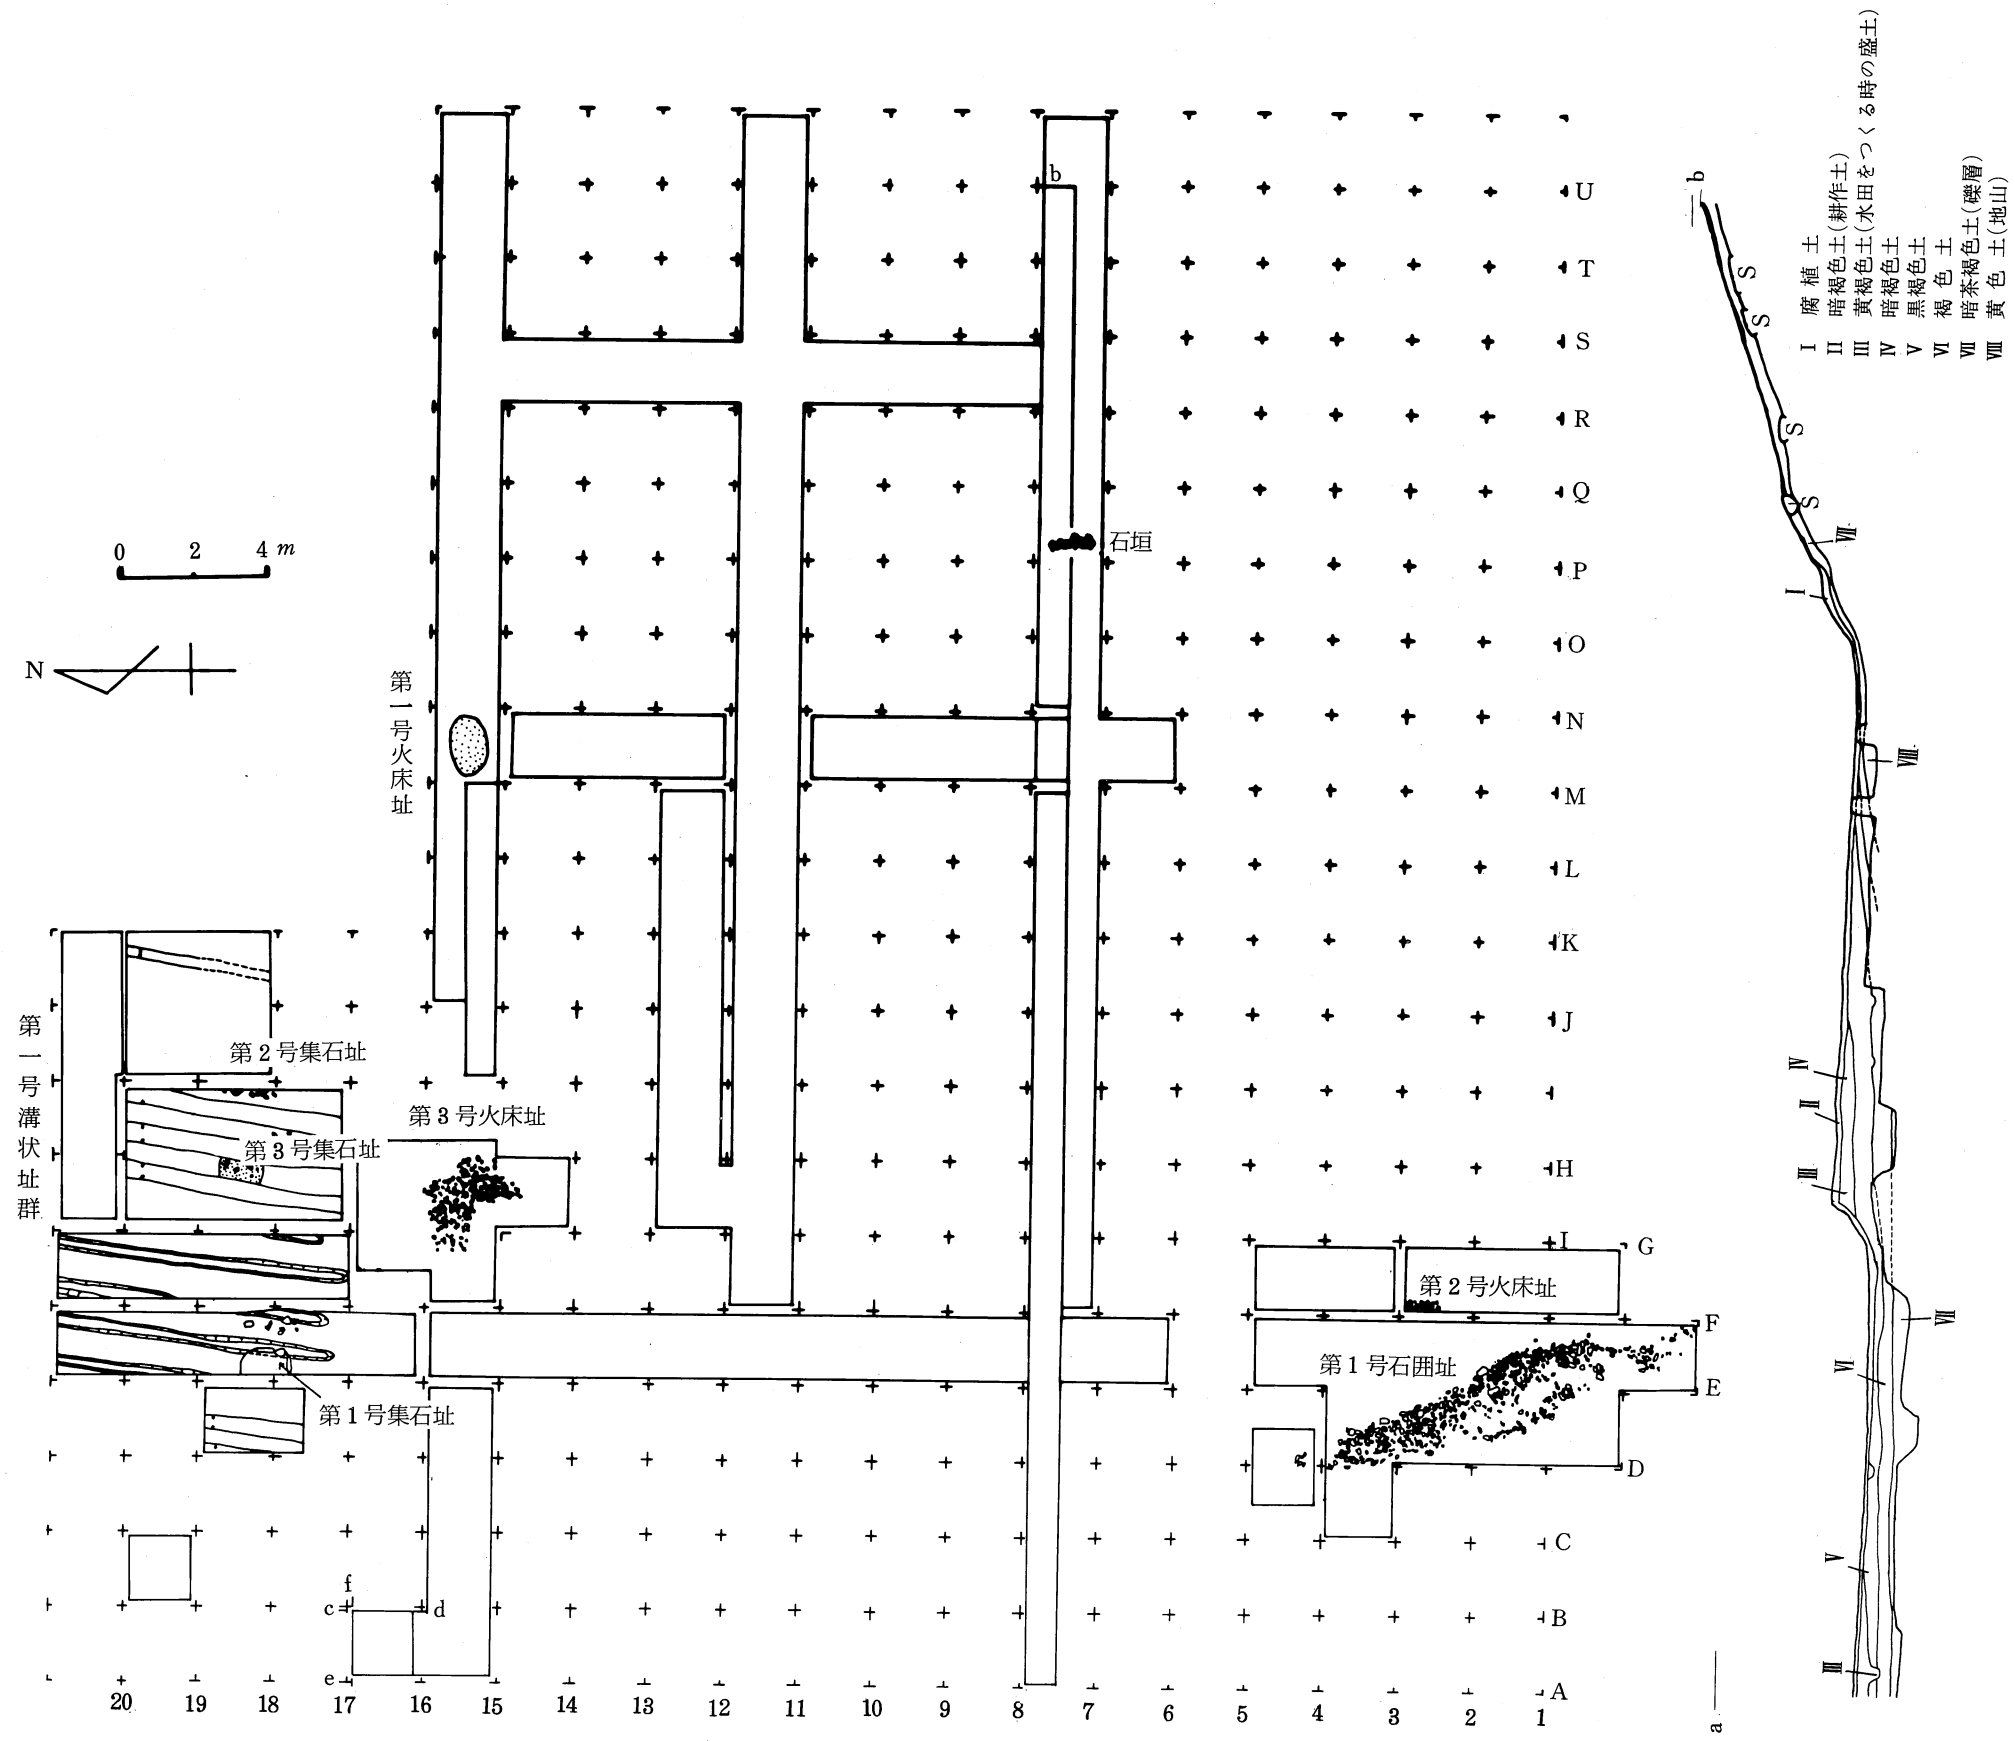 I 腐植土
II 暗褐色土(耕作土)
III 黄褐色土(水田をつくる時の盛土)
IV 暗褐色土
V 黒褐色土
VI 褐色土
VII 暗茶褐色土(礫層)
VIII 黄色土(地山)
b
b
U
T
S
R
Q
P
O
N
M
L
K
J
H
I
G
F
E
D
C
B
A
石垣
0 2 4 m
N
第一号火床址
第一号溝状址群
第2号集石址
第3号集石址
第3号火床址
第2号火床址
第1号石囲址
第1号集石址
f
c
d
e
20 19 18 17 16 15 14 13 12 11 10 9 8 7 6 5 4 3 2 1
S
S
S
S
VII
I
VIII
IV
II
III
VII
VI
V
III
a